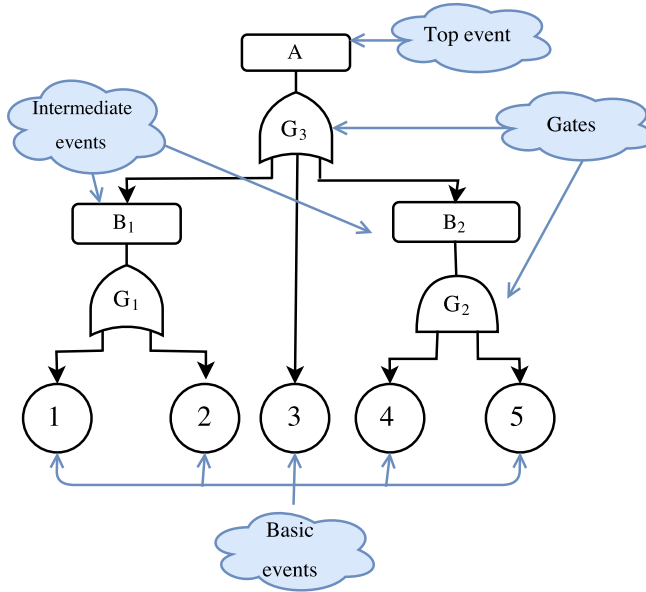 Top event
A
Intermediate
events
G₃
Gates
B₁
B₂
G₁
G₂
1
2
3
4
5
Basic
events